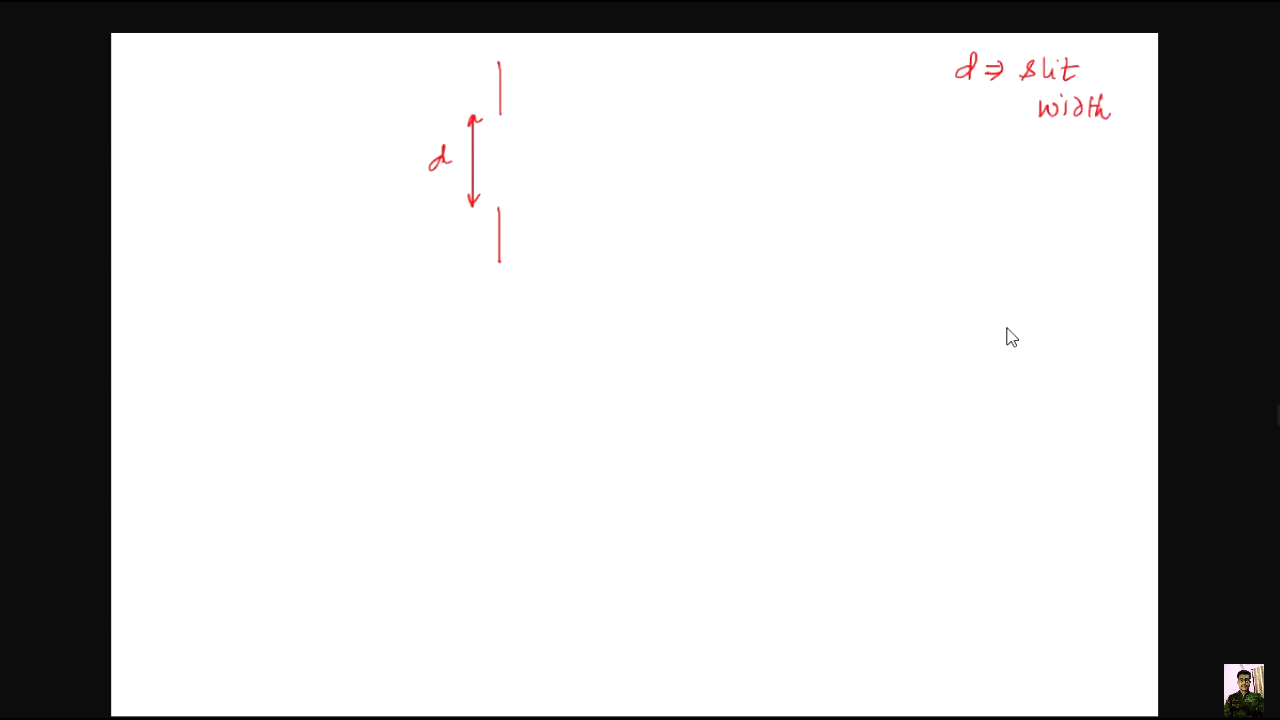 d ⇒ slit
width
d